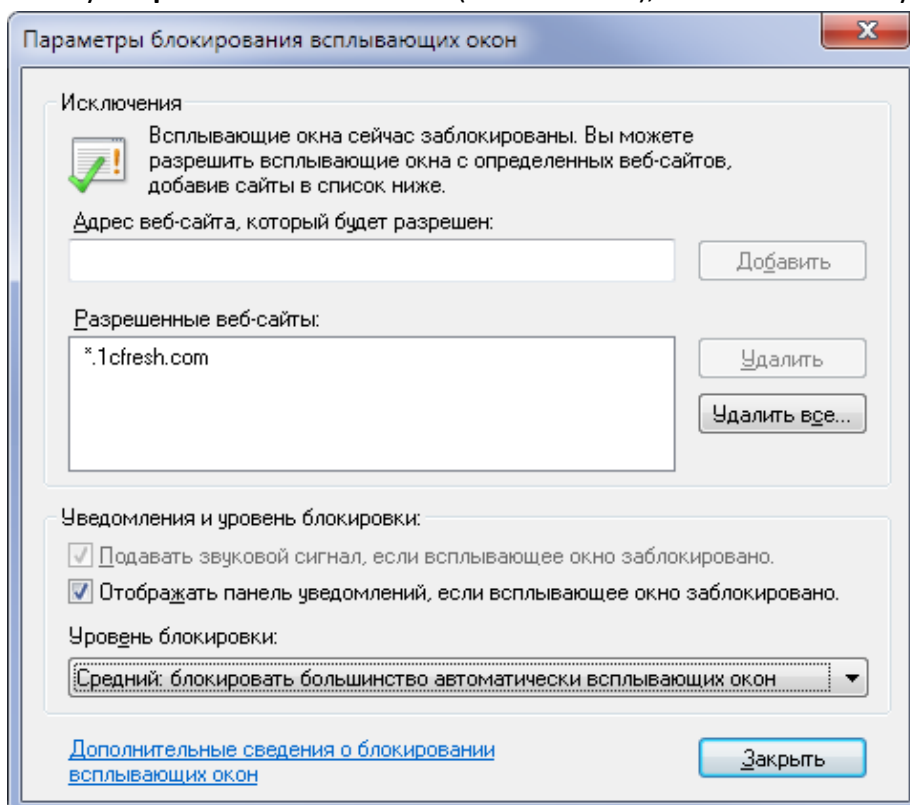 Параметры блокирования всплывающих окон
Исключения
Всплывающие окна сейчас заблокированы. Вы можете
разрешить всплывающие окна с определенных веб-сайтов,
добавив сайты в список ниже.
Адрес веб-сайта, который будет разрешен:
Добавить
Разрешенные веб-сайты:
*.1cfresh.com
Удалить
Удалить все...
Уведомления и уровень блокировки:
Подавать звуковой сигнал, если всплывающее окно заблокировано.
Отображать панель уведомлений, если всплывающее окно заблокировано.
Уровень блокировки:
Средний: блокировать большинство автоматически всплывающих окон
Дополнительные сведения о блокировании
всплывающих окон
Закрыть